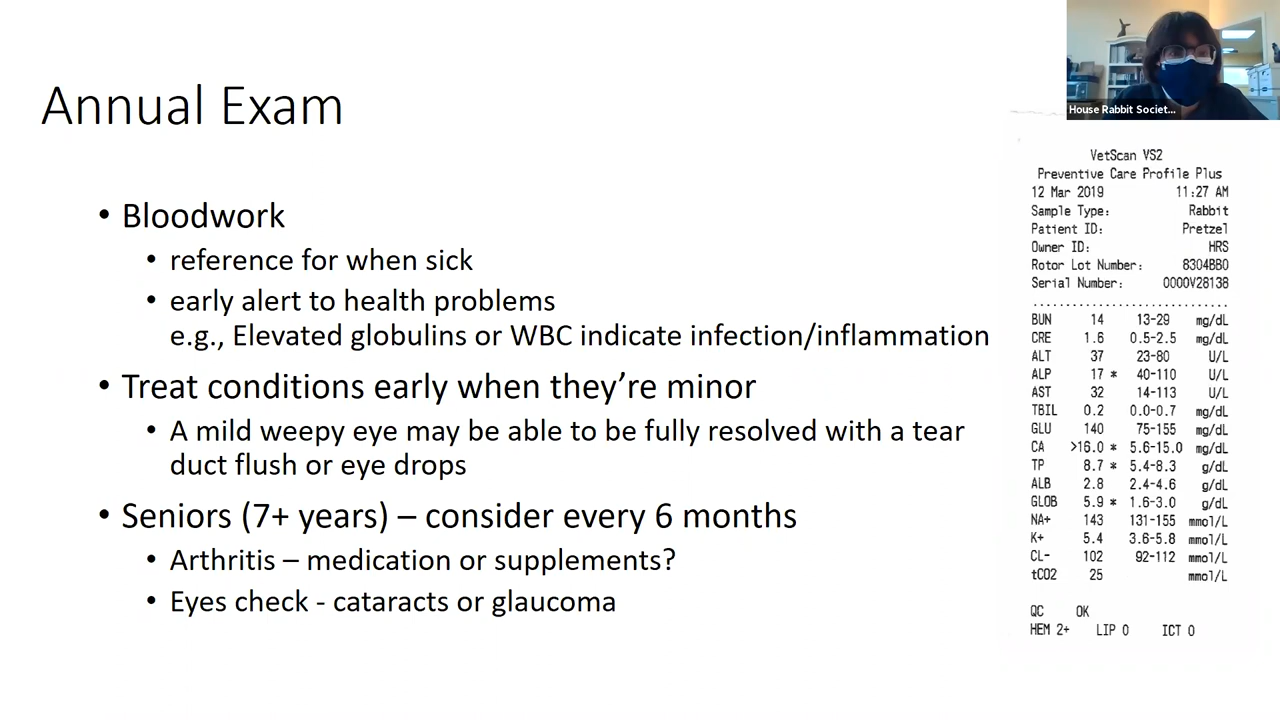 Annual Exam
• Bloodwork
• reference for when sick
• early alert to health problems
e.g., Elevated globulins or WBC indicate infection/inflammation
• Treat conditions early when they’re minor
• A mild weepy eye may be able to be fully resolved with a tear
duct flush or eye drops
• Seniors (7+ years) – consider every 6 months
• Arthritis – medication or supplements?
• Eyes check - cataracts or glaucoma
House Rabbit Societ...
VetScan VS2
Preventive Care Profile Plus
12 Mar 2019 11:27 AM
Sample Type: Rabbit
Patient ID: Pretzel
Owner ID: HRS
Rotor Lot Number: 8304BB0
Serial Number: 0000V28138
BUN 14 13-29 mg/dL
CRE 1.6 0.5-2.5 mg/dL
ALT 37 23-80 U/L
ALP 17 * 40-110 U/L
AST 32 14-113 U/L
TBIL 0.2 0.0-0.7 mg/dL
GLU 140 75-155 mg/dL
CA >16.0 * 5.6-15.0 mg/dL
TP 8.7 * 5.4-8.3 g/dL
ALB 2.8 2.4-4.6 g/dL
GLOB 5.9 * 1.6-3.0 g/dL
NA+ 143 131-155 mmol/L
K+ 5.4 3.6-5.8 mmol/L
CL- 102 92-112 mmol/L
tCO2 25 mmol/L
QC OK
HEM 2+ LIP 0 ICT 0